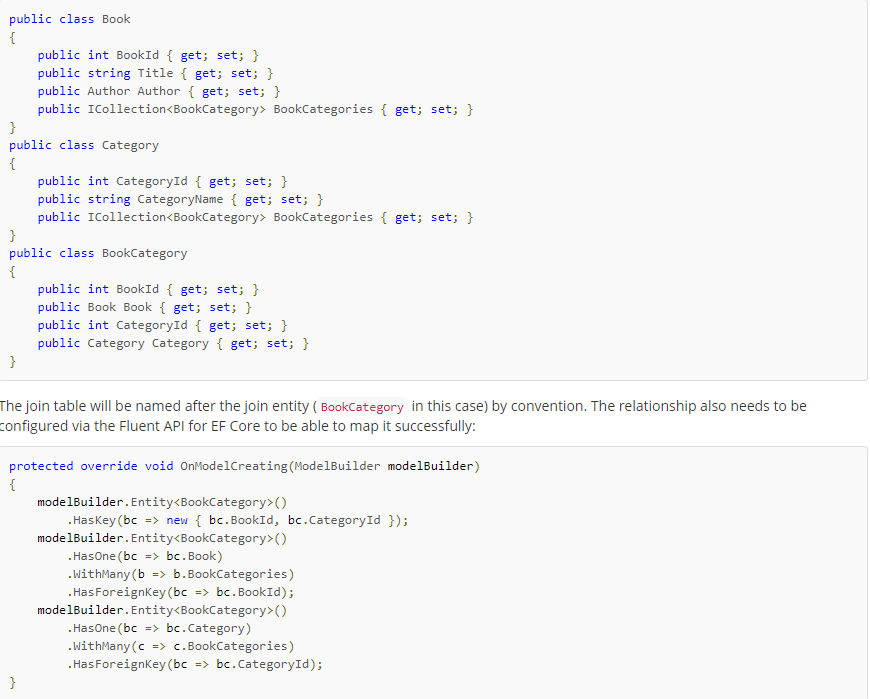 public class Book
{
    public int BookId { get; set; }
    public string Title { get; set; }
    public Author Author { get; set; }
    public ICollection<BookCategory> BookCategories { get; set; }
}
public class Category
{
    public int CategoryId { get; set; }
    public string CategoryName { get; set; }
    public ICollection<BookCategory> BookCategories { get; set; }
}
public class BookCategory
{
    public int BookId { get; set; }
    public Book Book { get; set; }
    public int CategoryId { get; set; }
    public Category Category { get; set; }
}
The join table will be named after the join entity ( BookCategory in this case) by convention. The relationship also needs to be
configured via the Fluent API for EF Core to be able to map it successfully:
protected override void OnModelCreating(ModelBuilder modelBuilder)
{
    modelBuilder.Entity<BookCategory>()
        .HasKey(bc => new { bc.BookId, bc.CategoryId });
    modelBuilder.Entity<BookCategory>()
        .HasOne(bc => bc.Book)
        .WithMany(b => b.BookCategories)
        .HasForeignKey(bc => bc.BookId);
    modelBuilder.Entity<BookCategory>()
        .HasOne(bc => bc.Category)
        .WithMany(c => c.BookCategories)
        .HasForeignKey(bc => bc.CategoryId);
}